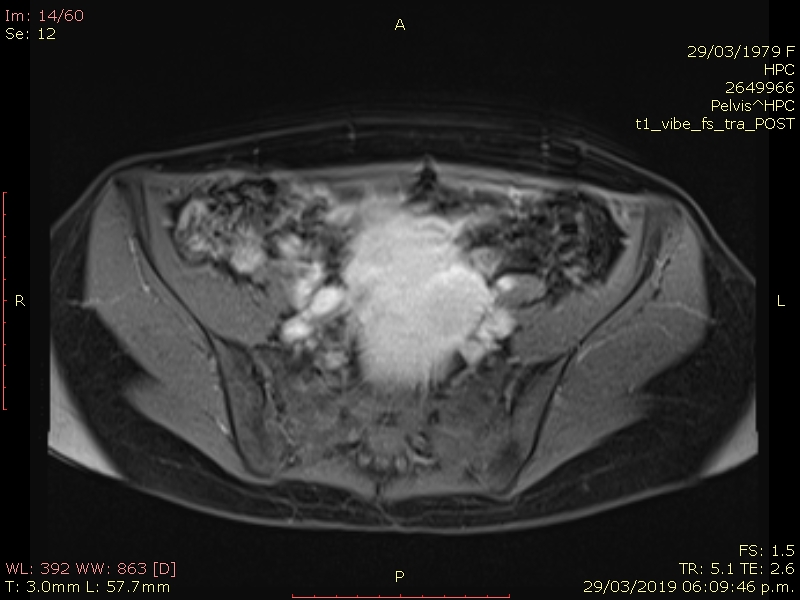 Im: 14/60
Se: 12
A
29/03/1979 F
HPC
2649966
Pelvis^HPC
t1_vibe_fs_tra_POST
R
L
WL: 392 WW: 863 [D]
T: 3.0mm L: 57.7mm
P
FS: 1.5
TR: 5.1 TE: 2.6
29/03/2019 06:09:46 p.m.